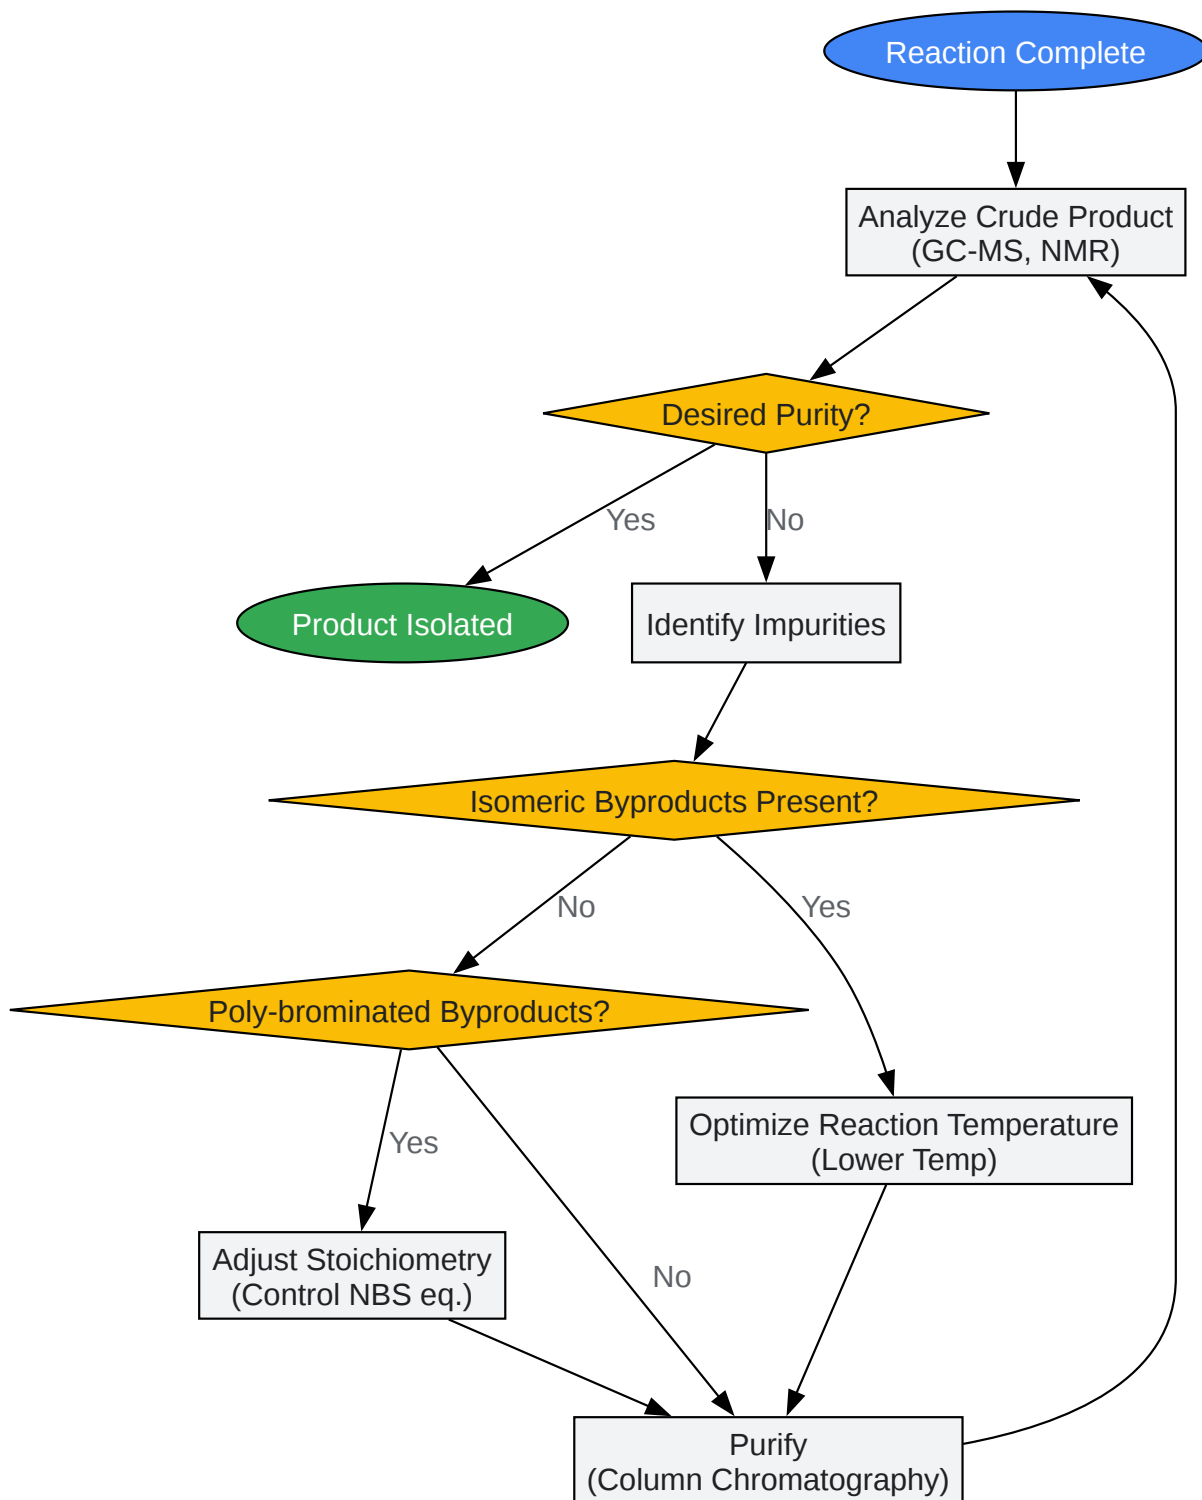 Reaction Complete
Analyze Crude Product
(GC-MS, NMR)
Desired Purity?
Yes
No
Product Isolated
Identify Impurities
Isomeric Byproducts Present?
No
Yes
Poly-brominated Byproducts?
Optimize Reaction Temperature
(Lower Temp)
Yes
Adjust Stoichiometry
(Control NBS eq.)
No
Purify
(Column Chromatography)